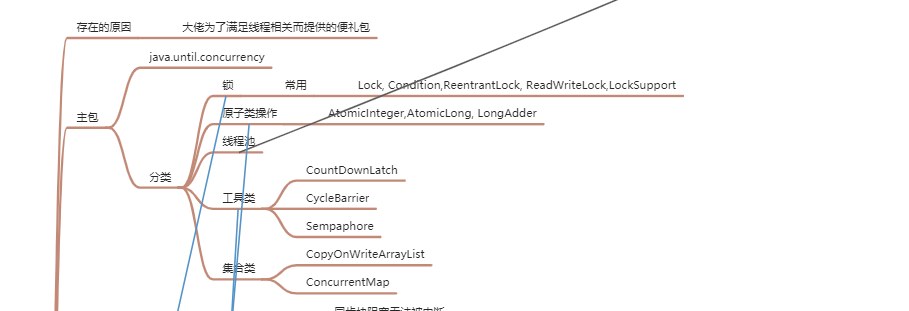 存在的原因
大佬为了满足线程相关而提供的便礼包
java.until.concurrency
锁
常用
Lock, Condition,ReentrantLock, ReadWriteLock,LockSupport
主包
原子类操作
AtomicInteger,AtomicLong, LongAdder
线程池
CountDownLatch
分类
工具类
CycleBarrier
Sempaphore
CopyOnWriteArrayList
集合类
ConcurrentMap